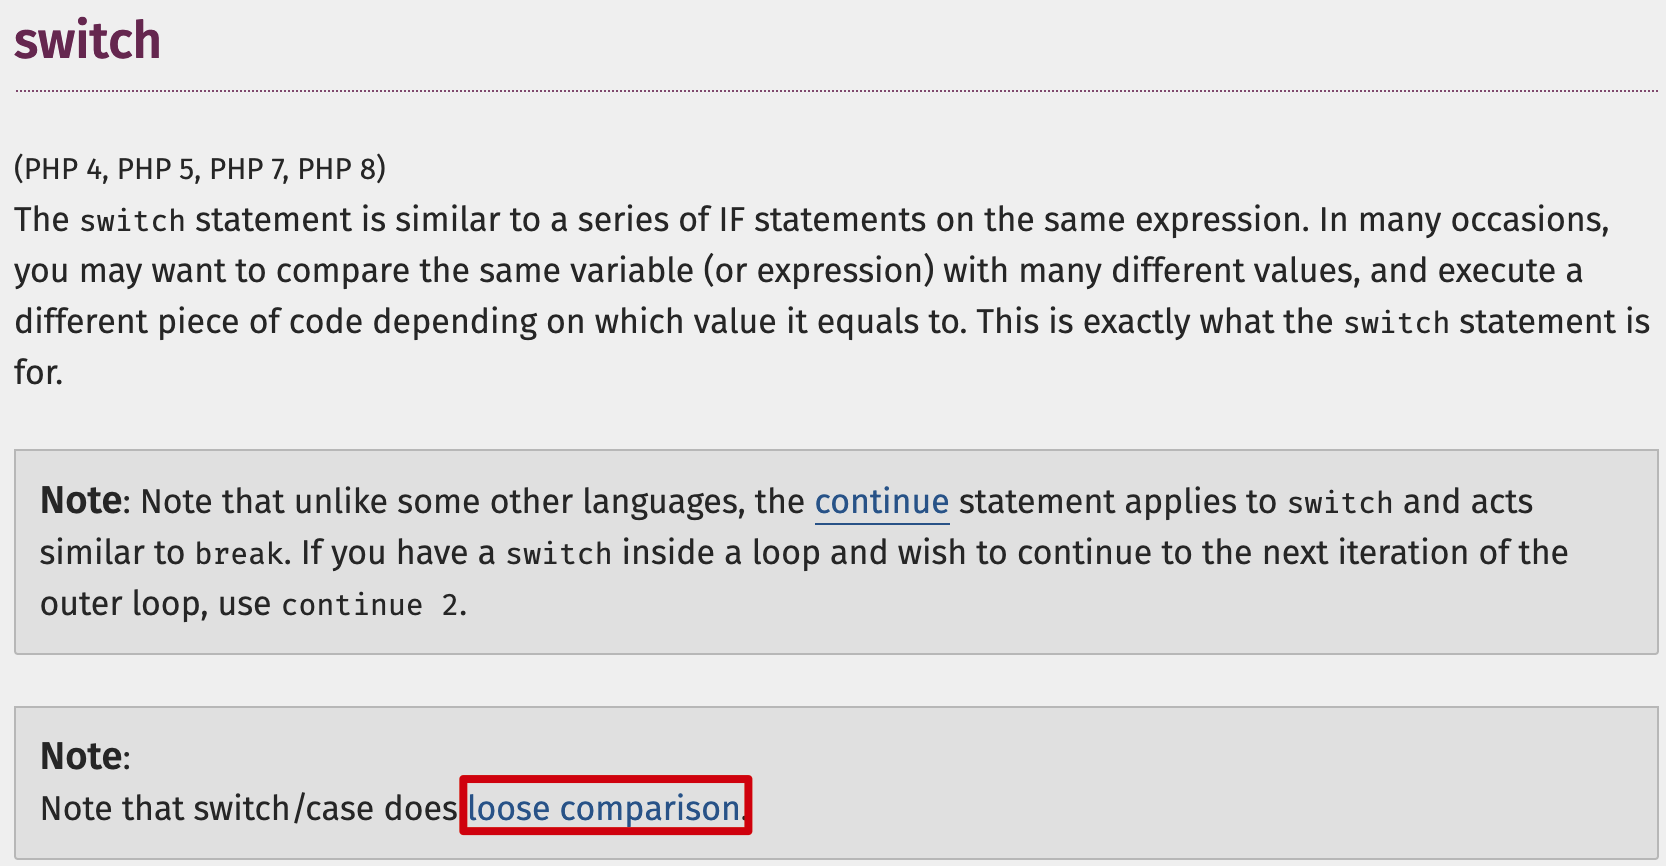 switch
(PHP 4, PHP 5, PHP 7, PHP 8)
The switch statement is similar to a series of IF statements on the same expression. In many occasions,
you may want to compare the same variable (or expression) with many different values, and execute a
different piece of code depending on which value it equals to. This is exactly what the switch statement is
for.
Note: Note that unlike some other languages, the continue statement applies to switch and acts
similar to break. If you have a switch inside a loop and wish to continue to the next iteration of the
outer loop, use continue 2.
Note:
Note that switch/case does loose comparison.